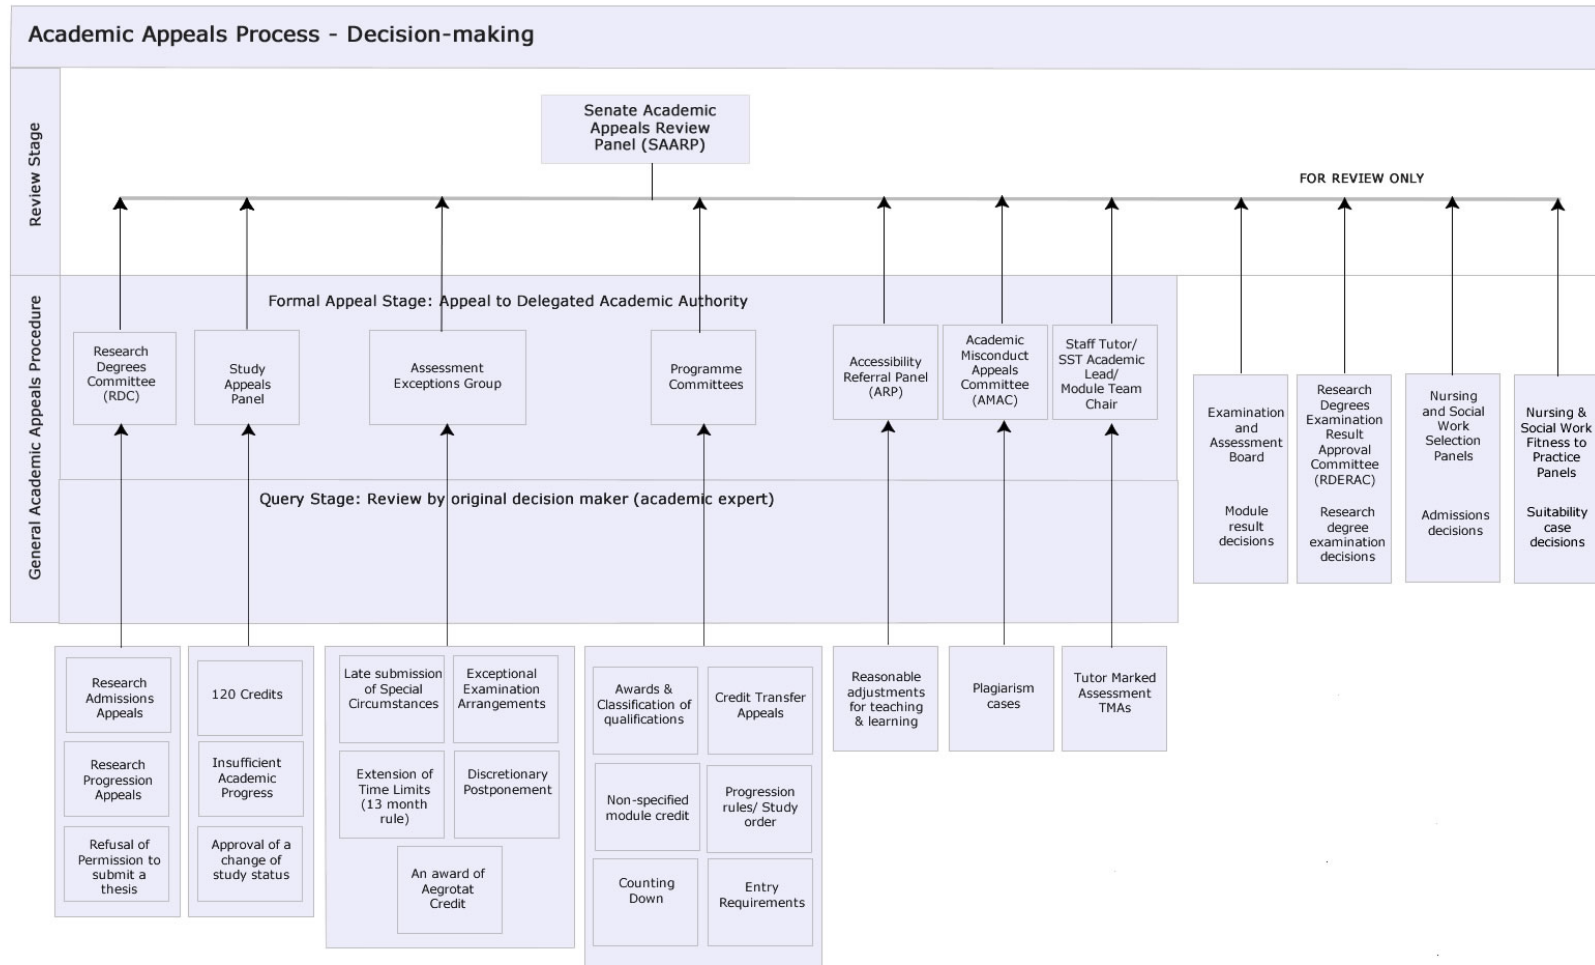 Academic Appeals Process - Decision-making
Review Stage
Senate Academic
Appeals Review
Panel (SAARP)
FOR REVIEW ONLY
General Academic Appeals Procedure
Formal Appeal Stage: Appeal to Delegated Academic Authority
Research
Degrees
Committee
(RDC)
Study
Appeals
Panel
Assessment
Exceptions Group
Programme
Committees
Accessibility
Referral Panel
(ARP)
Academic
Misconduct
Appeals
Committee
(AMAC)
Staff Tutor/
SST Academic
Lead/
Module Team
Chair
Examination
and
Assessment
Board
Module
result
decisions
Research
Degrees
Examination
Result
Approval
Committee
(RDERAC)
Research
degree
examination
decisions
Nursing
and Social
Work
Selection
Panels
Admissions
decisions
Nursing &
Social Work
Fitness to
Practice
Panels
Suitability
case
decisions
Query Stage: Review by original decision maker (academic expert)
Research
Admissions
Appeals
Research
Progression
Appeals
Refusal of
Permission to
submit a
thesis
120 Credits
Insufficient
Academic
Progress
Approval of a
change of
study status
Late submission
of Special
Circumstances
Exceptional
Examination
Arrangements
Extension of
Time Limits
(13 month
rule)
Discretionary
Postponement
An award of
Aegrotat
Credit
Awards &
Classification of
qualifications
Credit Transfer
Appeals
Non-specified
module credit
Progression
rules/ Study
order
Counting
Down
Entry
Requirements
Reasonable
adjustments
for teaching
& learning
Plagiarism
cases
Tutor Marked
Assessment
TMAs